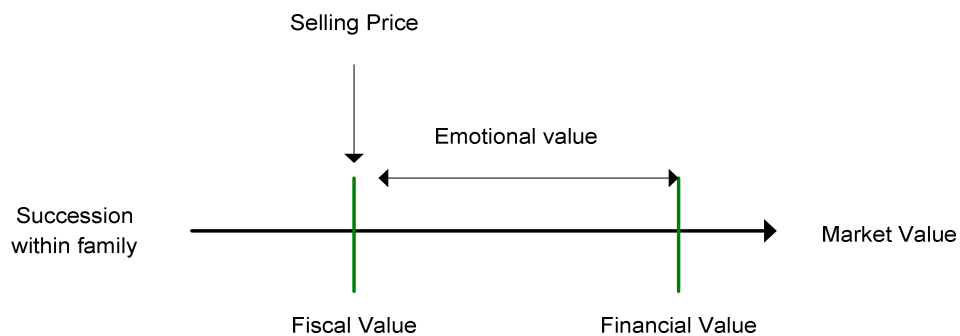 Selling Price
Emotional value
Succession
within family
Market Value
Fiscal Value
Financial Value